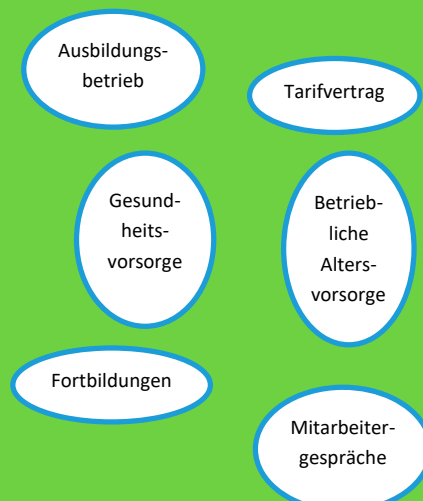 Ausbildungs-
betrieb
Tarifvertrag
Gesund-
heits-
vorsorge
Betrieb-
liche
Alters-
vorsorge
Fortbildungen
Mitarbeiter-
gespräche